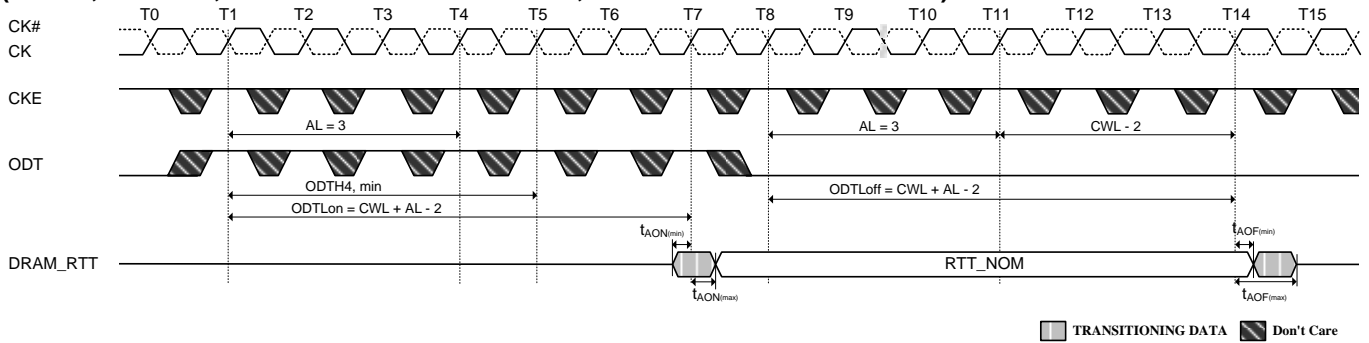 T0 T1 T2 T3 T4 T5 T6 T7 T8 T9 T10 T11 T12 T13 T14 T15
CK#
CK
CKE
AL = 3 AL = 3 CWL - 2
ODT
ODTH4, min ODTLoff = CWL + AL - 2
ODTLon = CWL + AL - 2
tAON(min) tAOF(min)
DRAM_RTT RTT_NOM
tAON(max) tAOF(max)
TRANSITIONING DATA Don't Care